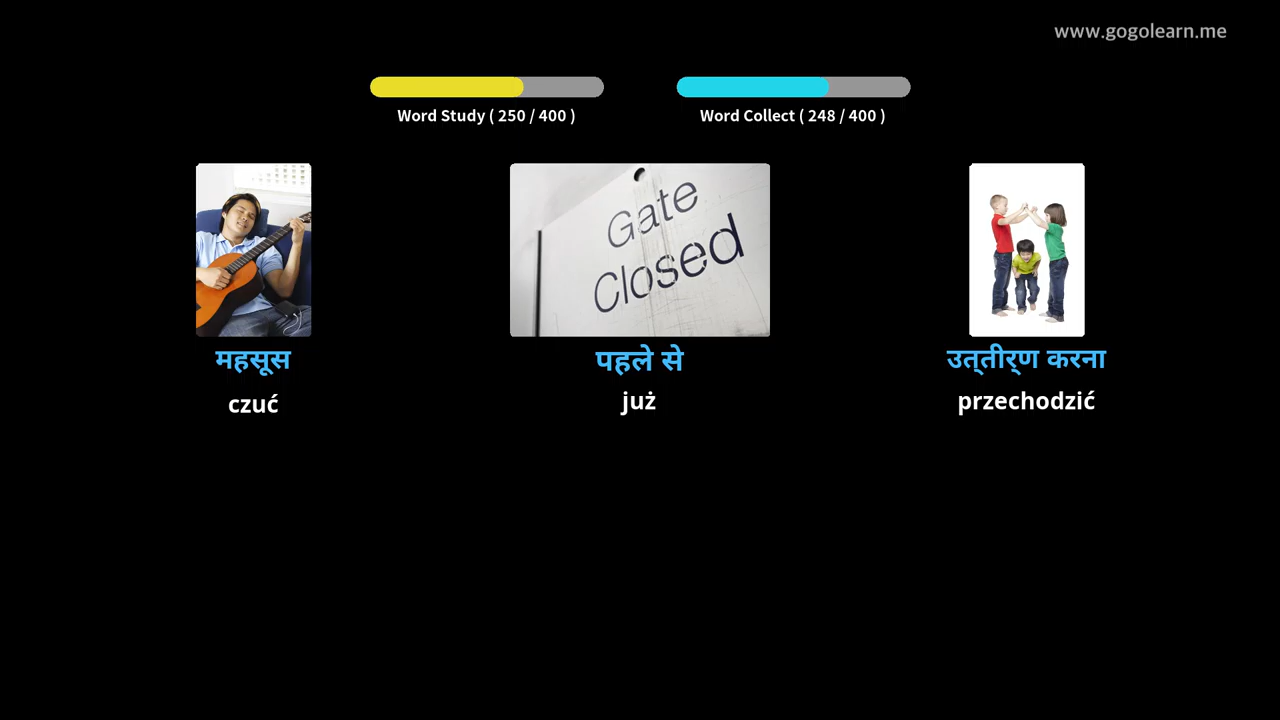 www.gogolearn.me
Word Study ( 250 / 400 )
Word Collect ( 248 / 400 )
Gate
Closed
महसूस
पहले से
उत्तीर्ण करना
czuć
już
przechodzić